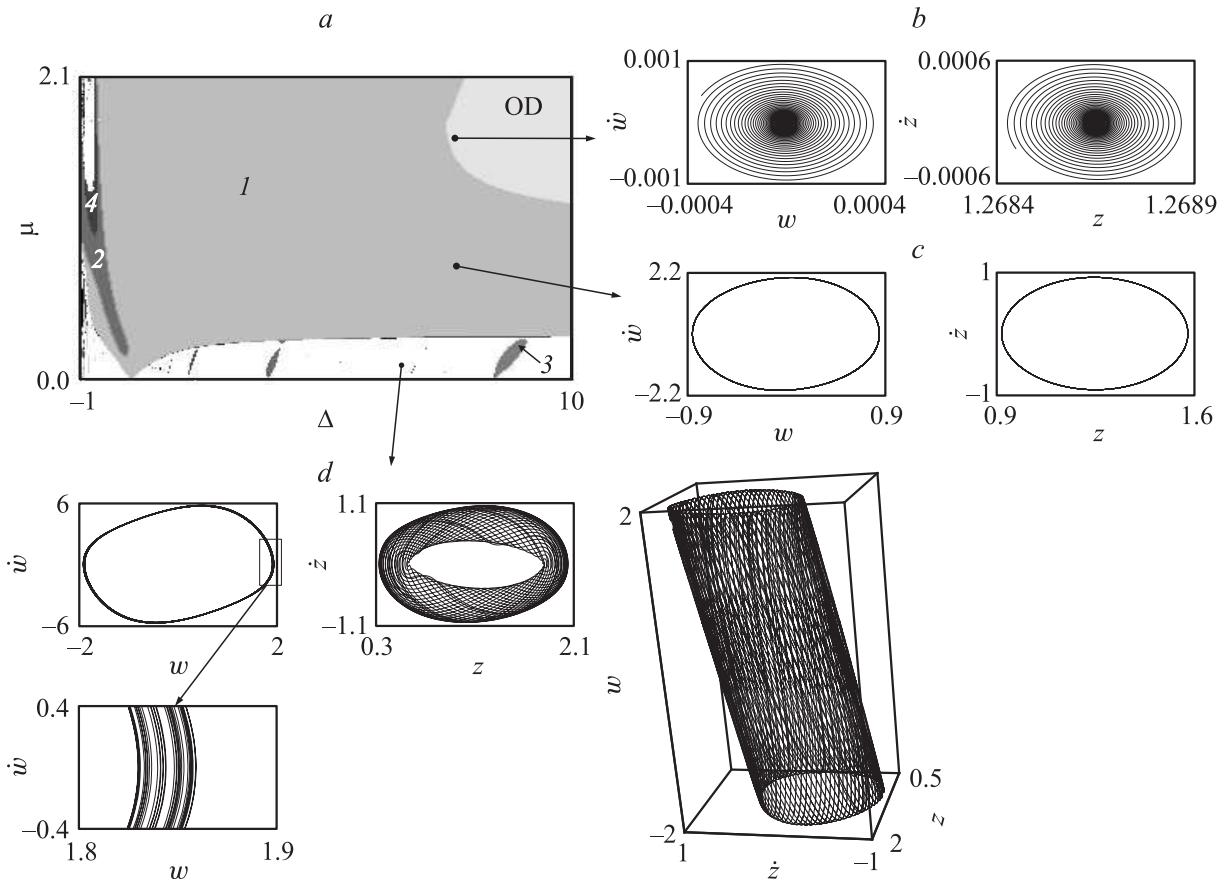 a
2.1
μ
0.0
–1
Δ
10
OD
1
4
2
3
b
0.001
ẇ
–0.001
–0.0004
w
0.0004
0.0006
ż
–0.0006
1.2684
z
1.2689
c
2.2
ẇ
–2.2
–0.9
w
0.9
1
ż
–1
0.9
z
1.6
d
6
ẇ
–6
–2
w
2
1.1
ż
–1.1
0.3
z
2.1
0.4
ẇ
–0.4
1.8
w
1.9
2
w
–2
1
ż
–1
2
z
0.5